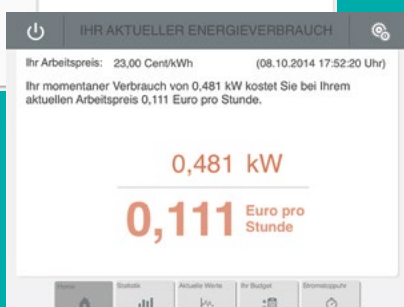 IHR AKTUELLER ENERGIEVERBRAUCH
Ihr Arbeitspreis: 23,00 Cent/kWh (08.10.2014 17:52:20 Uhr)
Ihr momentaner Verbrauch von 0,481 kW kostet Sie bei Ihrem
aktuellen Arbeitspreis 0,111 Euro pro Stunde.
0,481 kW
0,111 Euro pro
Stunde
Home Statistik Aktuelle Werte Ihr Budget Stromstoppuhr